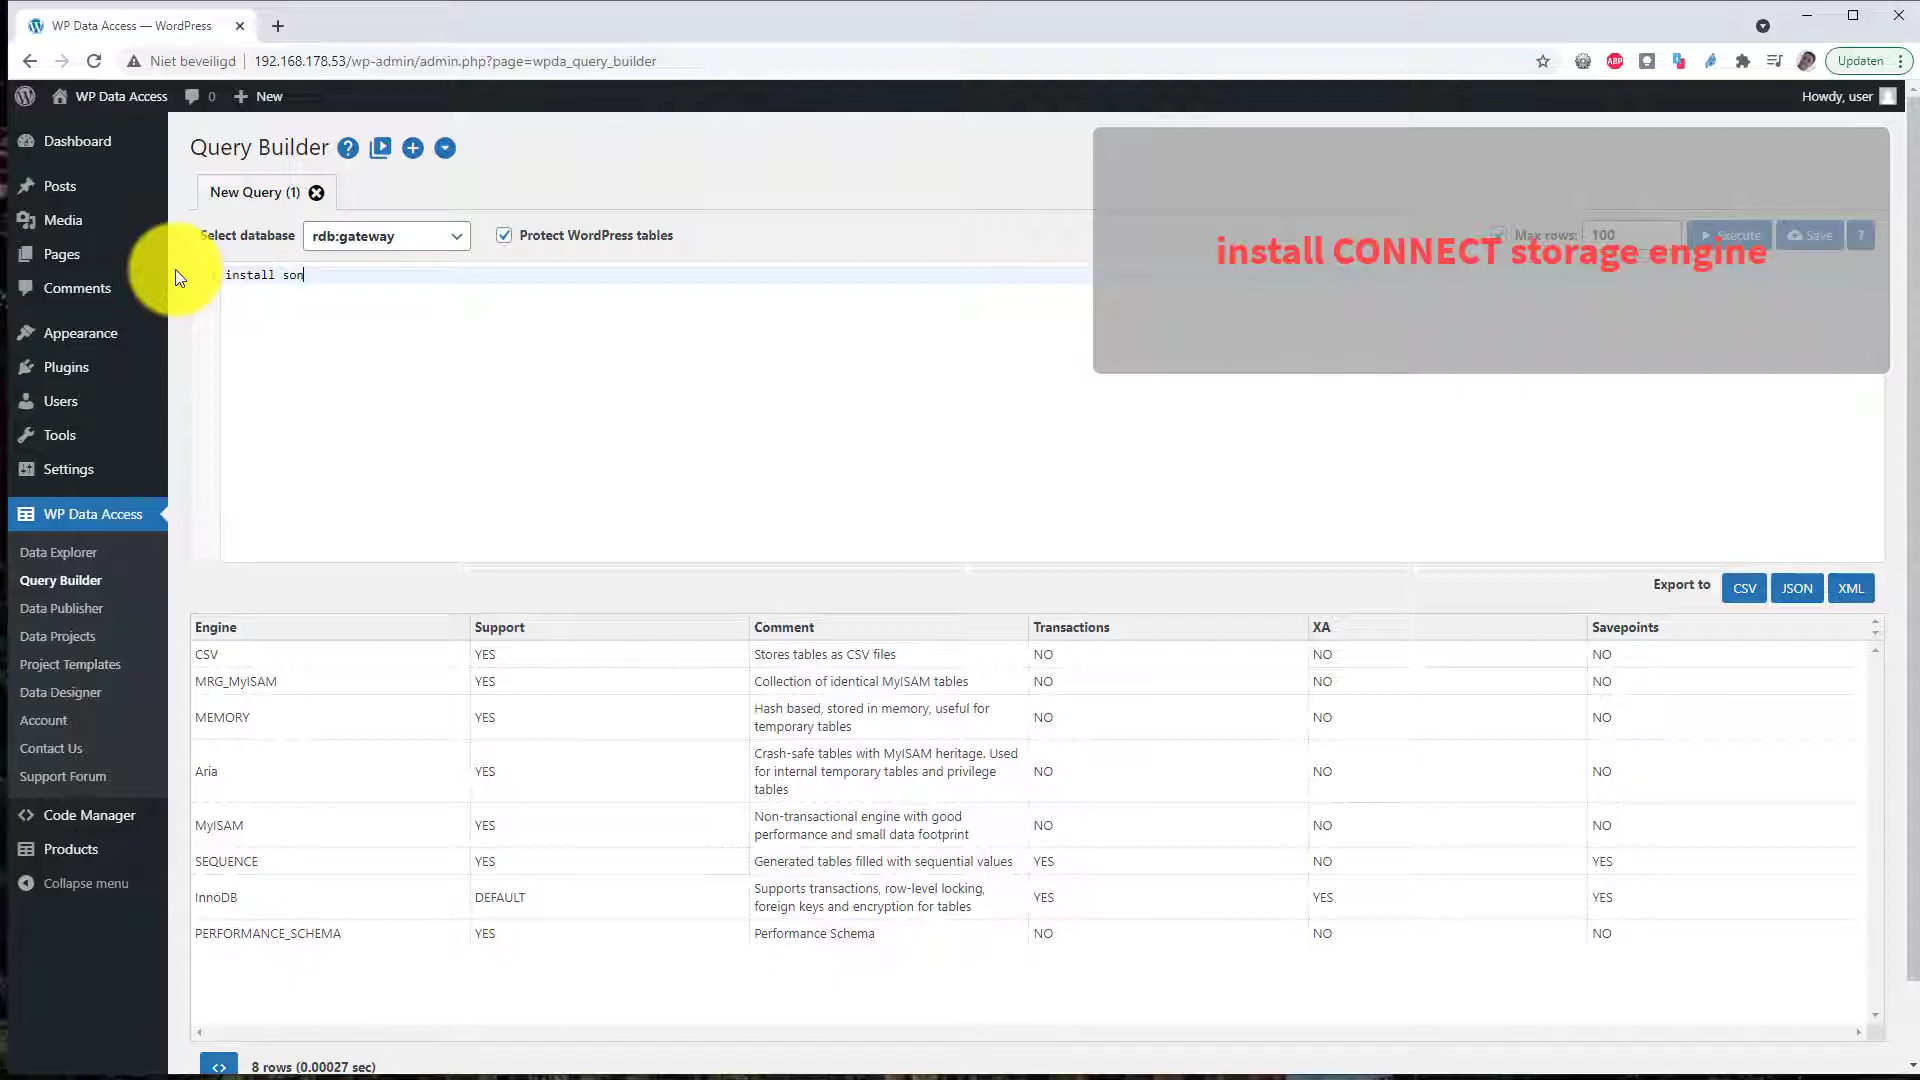 WP Data Access — WordPress
Niet beveiligd
192.168.178.53/wp-admin/admin.php?page=wpda_query_builder
ABP
Updaten
WP Data Access
0
New
Howdy, user
Dashboard
Posts
Media
Pages
Comments
Appearance
Plugins
Users
Tools
Settings
WP Data Access
Data Explorer
Query Builder
Data Publisher
Data Projects
Project Templates
Data Designer
Account
Contact Us
Support Forum
Code Manager
Products
Collapse menu
Query Builder
New Query (1)
Select database
rdb:gateway
Protect WordPress tables
Max rows: 100
Execute
Save
?
install CONNECT storage engine
install son
Export to CSV JSON XML
Engine Support Comment Transactions XA Savepoints
CSV YES Stores tables as CSV files NO NO NO
MRG_MyISAM YES Collection of identical MyISAM tables NO NO NO
MEMORY YES Hash based, stored in memory, useful for
temporary tables NO NO NO
Aria YES Crash-safe tables with MyISAM heritage. Used
for internal temporary tables and privilege
tables NO NO NO
MyISAM YES Non-transactional engine with good
performance and small data footprint NO NO NO
SEQUENCE YES Generated tables filled with sequential values YES NO YES
InnoDB DEFAULT Supports transactions, row-level locking,
foreign keys and encryption for tables YES YES YES
PERFORMANCE_SCHEMA YES Performance Schema NO NO NO
8 rows (0.00027 sec)